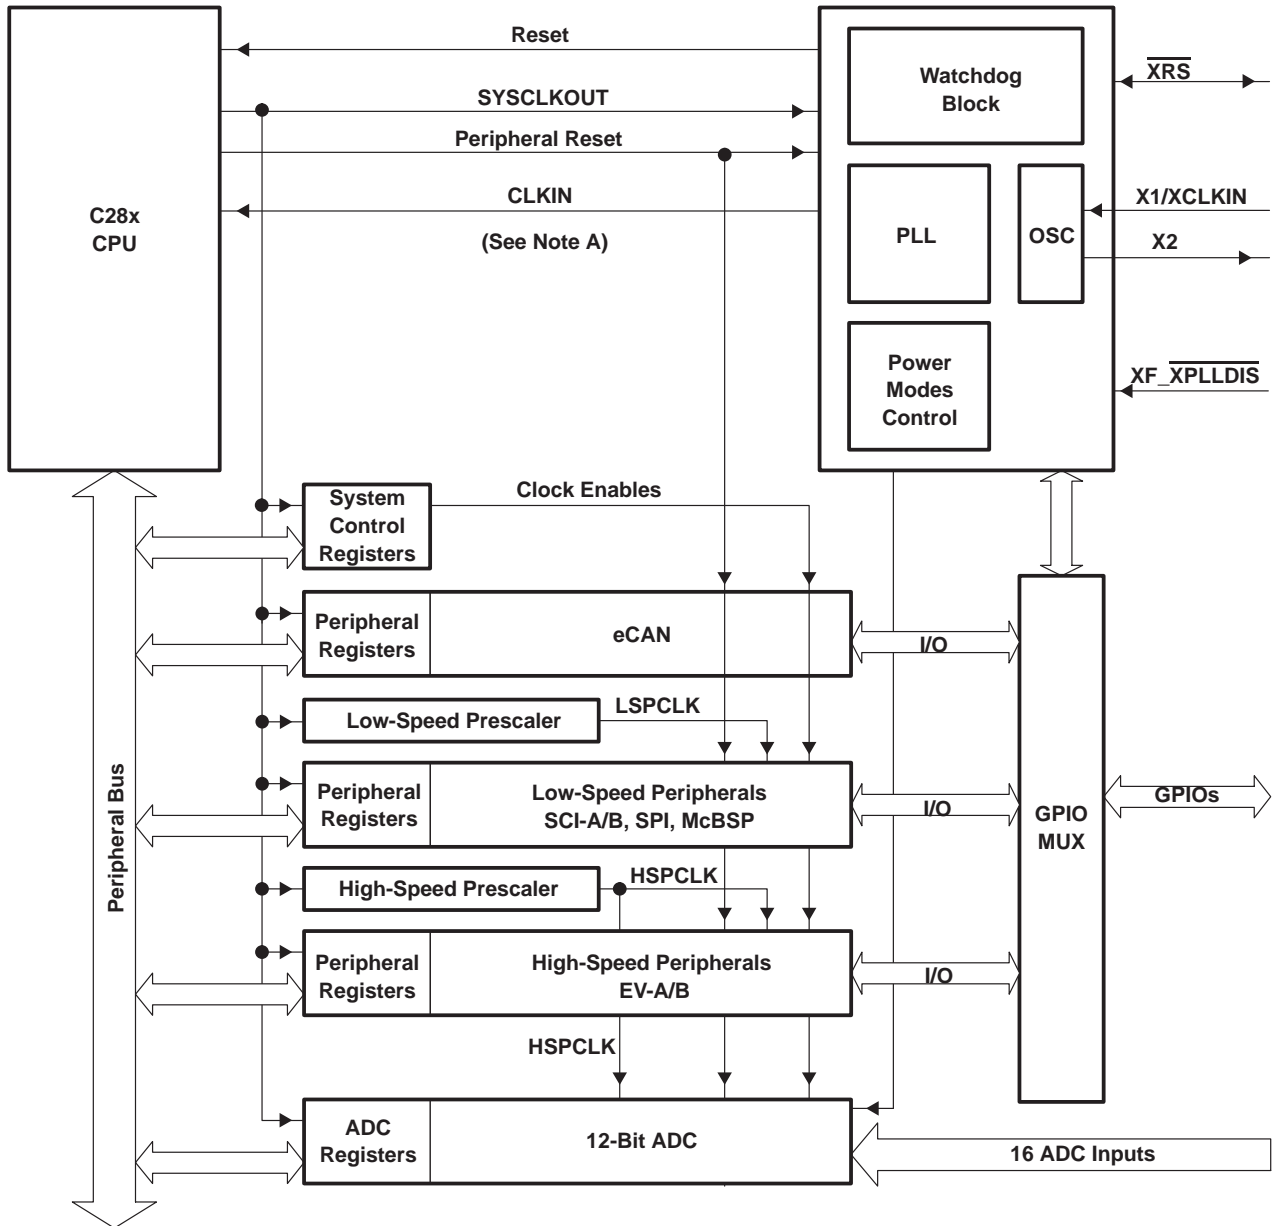 Reset
SYSCLKOUT
Peripheral Reset
CLKIN
(See Note A)
C28x
CPU
Watchdog
Block
PLL
OSC
Power
Modes
Control
XRS
X1/XCLKIN
X2
XF_XPLLDIS
System
Control
Registers
Clock Enables
Peripheral
Registers
eCAN
I/O
Low-Speed Prescaler
LSPCLK
Peripheral
Registers
Low-Speed Peripherals
SCI-A/B, SPI, McBSP
I/O
GPIO
MUX
GPIOs
Peripheral Bus
High-Speed Prescaler
HSPCLK
Peripheral
Registers
High-Speed Peripherals
EV-A/B
I/O
HSPCLK
ADC
Registers
12-Bit ADC
16 ADC Inputs